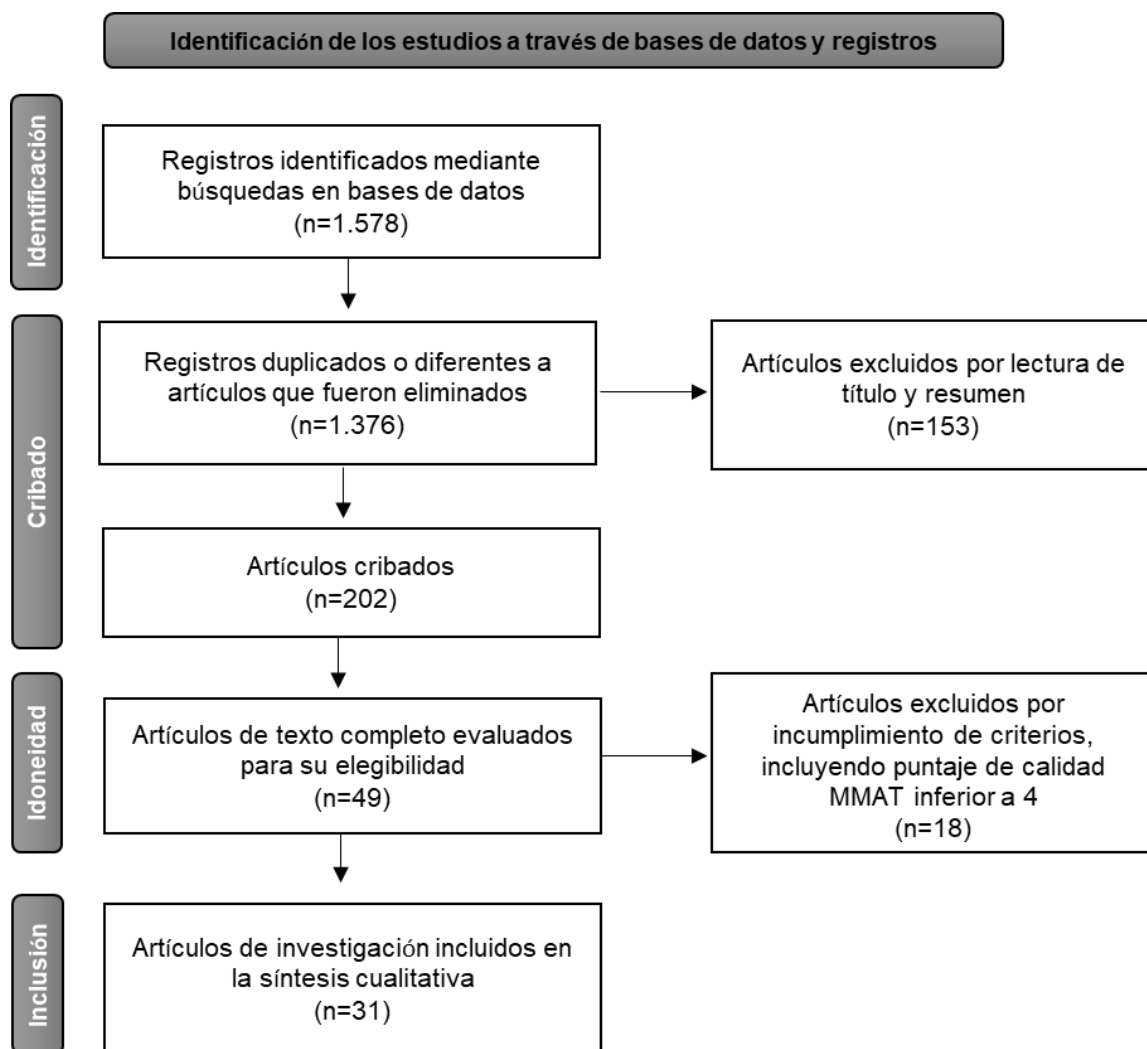 Identificación de los estudios a través de bases de datos y registros
Identificación
Registros identificados mediante
búsquedas en bases de datos
(n=1.578)
Cribado
Registros duplicados o diferentes a
artículos que fueron eliminados
(n=1.376)
Artículos excluidos por lectura de
título y resumen
(n=153)
Artículos cribados
(n=202)
Idoneidad
Artículos de texto completo evaluados
para su elegibilidad
(n=49)
Artículos excluidos por
incumplimiento de criterios,
incluyendo puntaje de calidad
MMAT inferior a 4
(n=18)
Inclusión
Artículos de investigación incluidos en
la síntesis cualitativa
(n=31)